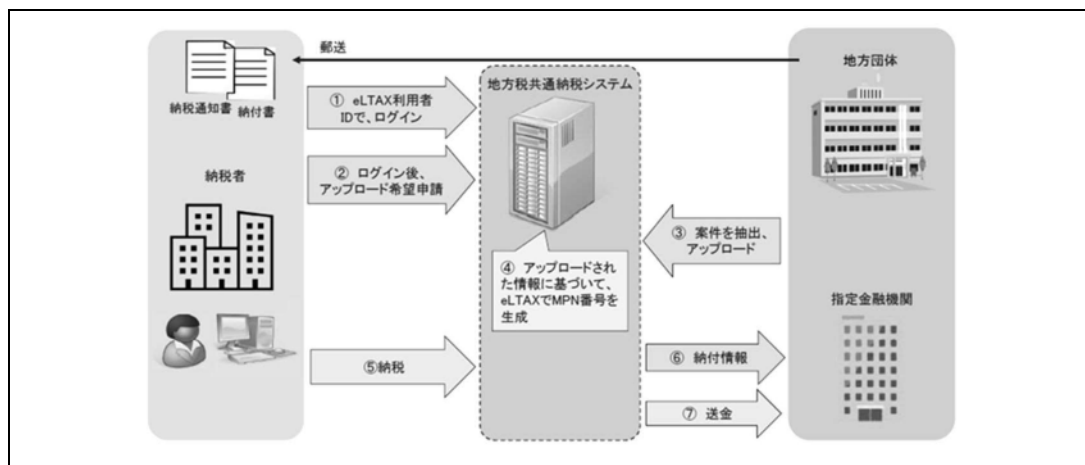 郵送
納税通知書 納付書
納税者
① eLTAX利用者
IDで、ログイン
② ログイン後、
アップロード希望申請
⑤納税
地方税共通納税システム
④ アップロードされ
た情報に基づいて、
eLTAXでMPN番号を
生成
地方団体
③ 案件を抽出、
アップロード
指定金融機関
⑥ 納付情報
⑦ 送金